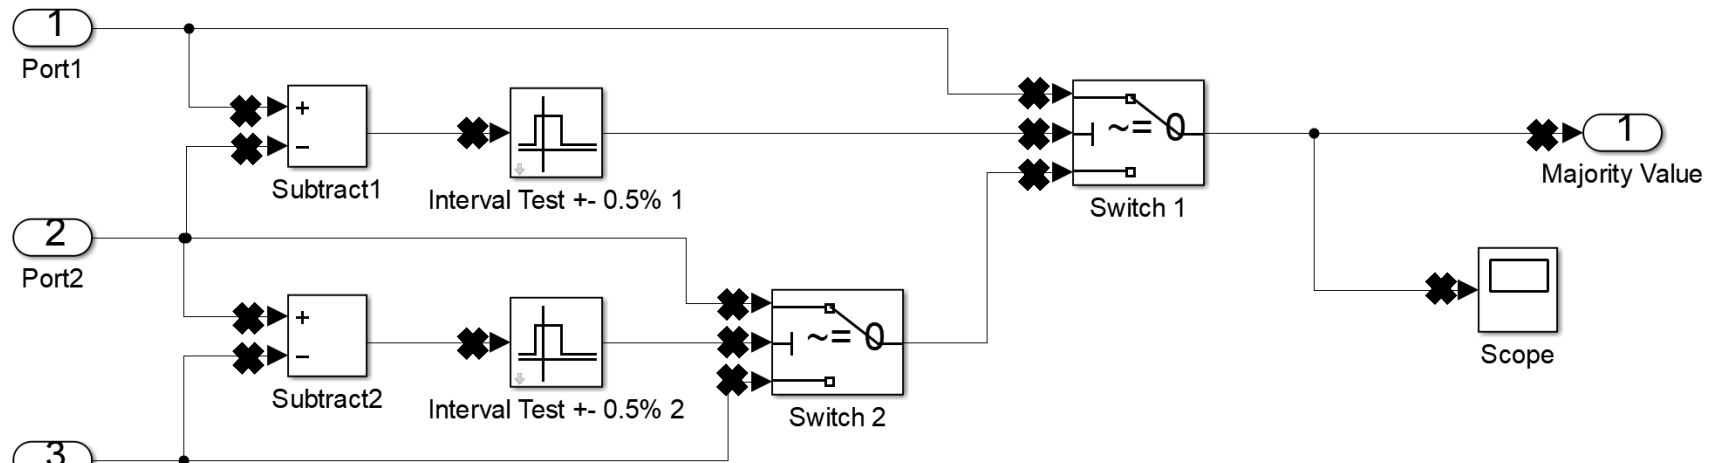 1
Port1
+
−
Subtract1
Interval Test +- 0.5% 1
~= 0
Switch 1
1
Majority Value
2
Port2
+
−
Subtract2
Interval Test +- 0.5% 2
~= 0
Switch 2
Scope
3